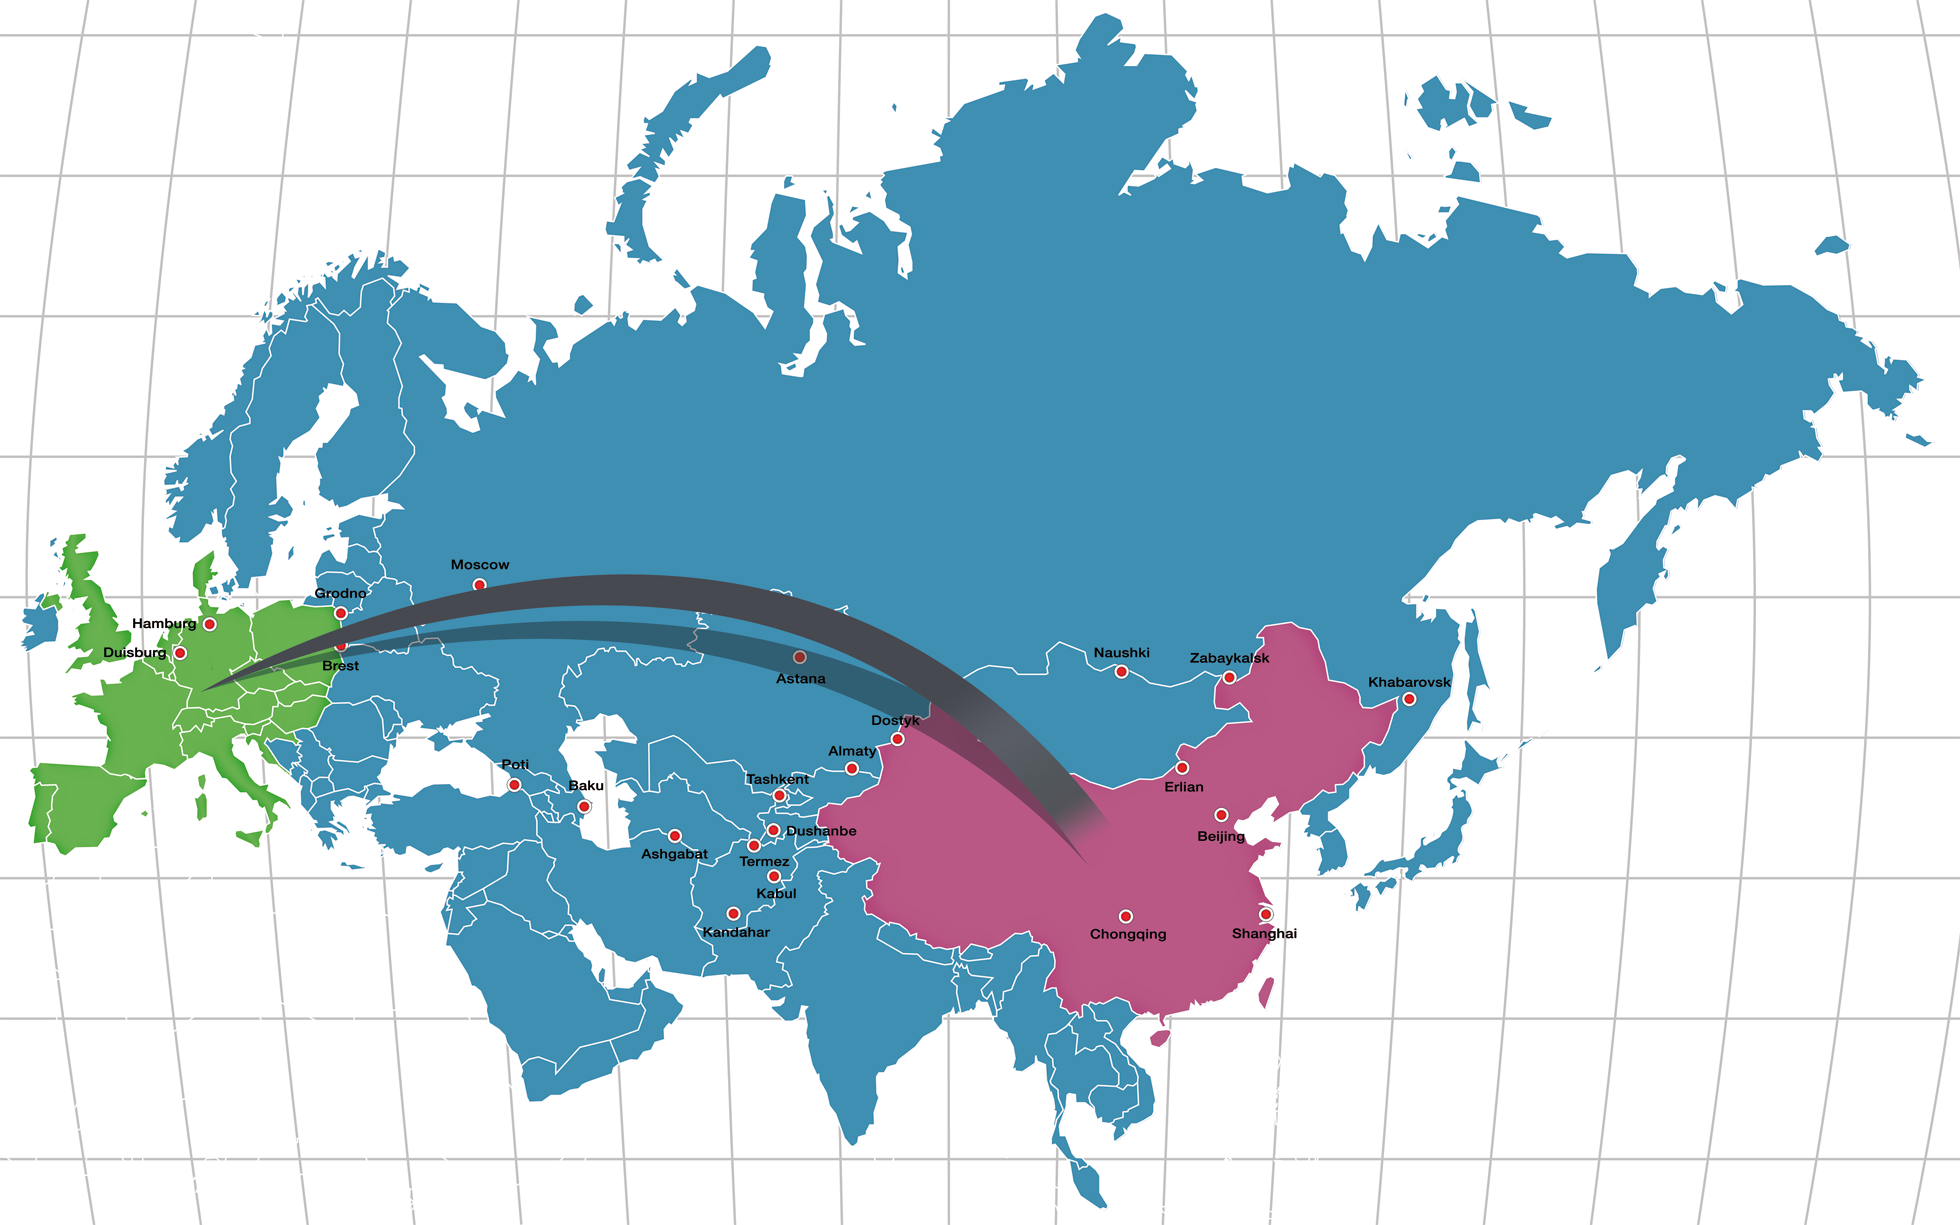 Moscow
Grodno
Hamburg
Duisburg
Brest
Naushki
Zabaykalsk
Astana
Khabarovsk
Dostyk
Almaty
Poti
Tashkent
Baku
Erlian
Dushanbe
Beijing
Ashgabat
Termez
Kabul
Kandahar
Chongqing
Shanghai